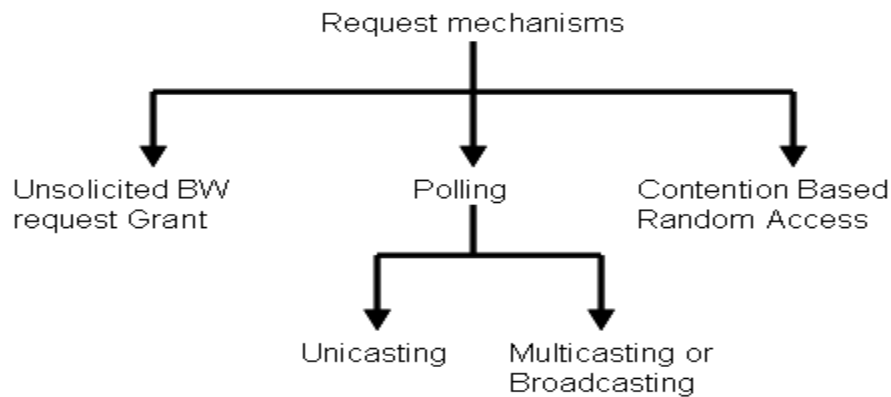 Request mechanisms
Unsolicited BW
request Grant
Polling
Contention Based
Random Access
Unicasting
Multicasting or
Broadcasting